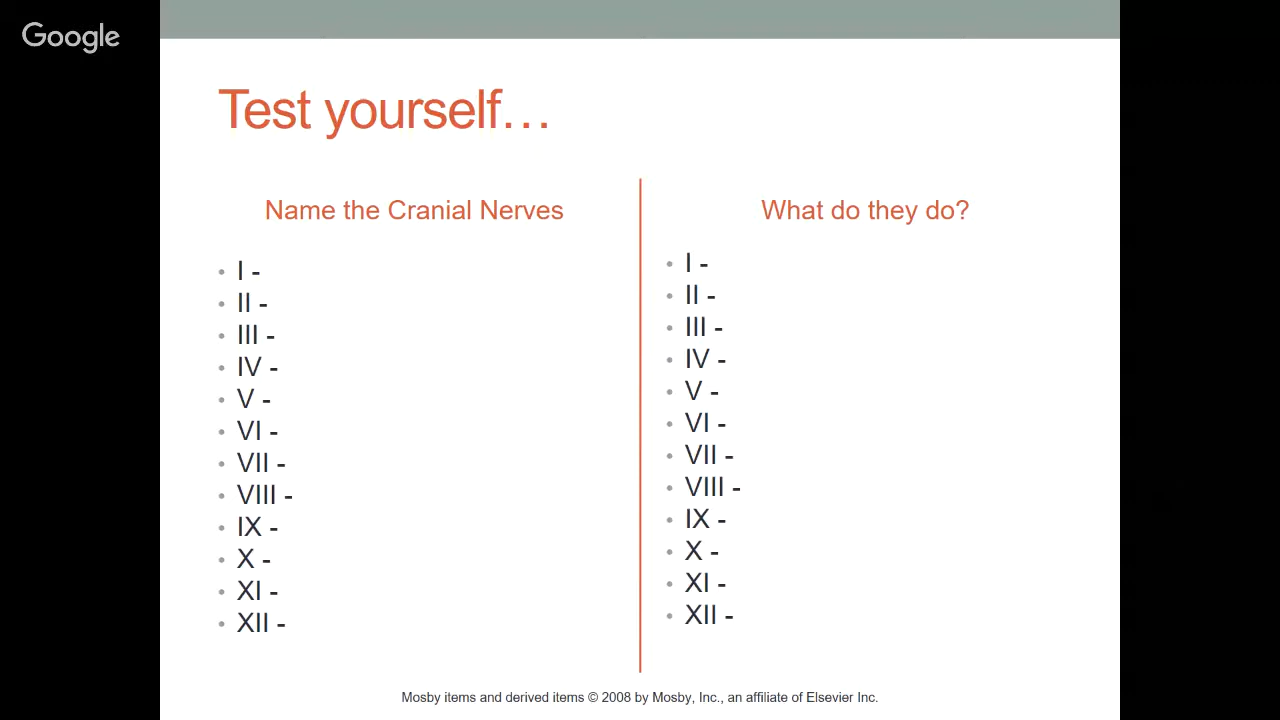 Google
Test yourself…
Name the Cranial Nerves
• I -
• II -
• III -
• IV -
• V -
• VI -
• VII -
• VIII -
• IX -
• X -
• XI -
• XII -
What do they do?
• I -
• II -
• III -
• IV -
• V -
• VI -
• VII -
• VIII -
• IX -
• X -
• XI -
• XII -
Mosby items and derived items © 2008 by Mosby, Inc., an affiliate of Elsevier Inc.